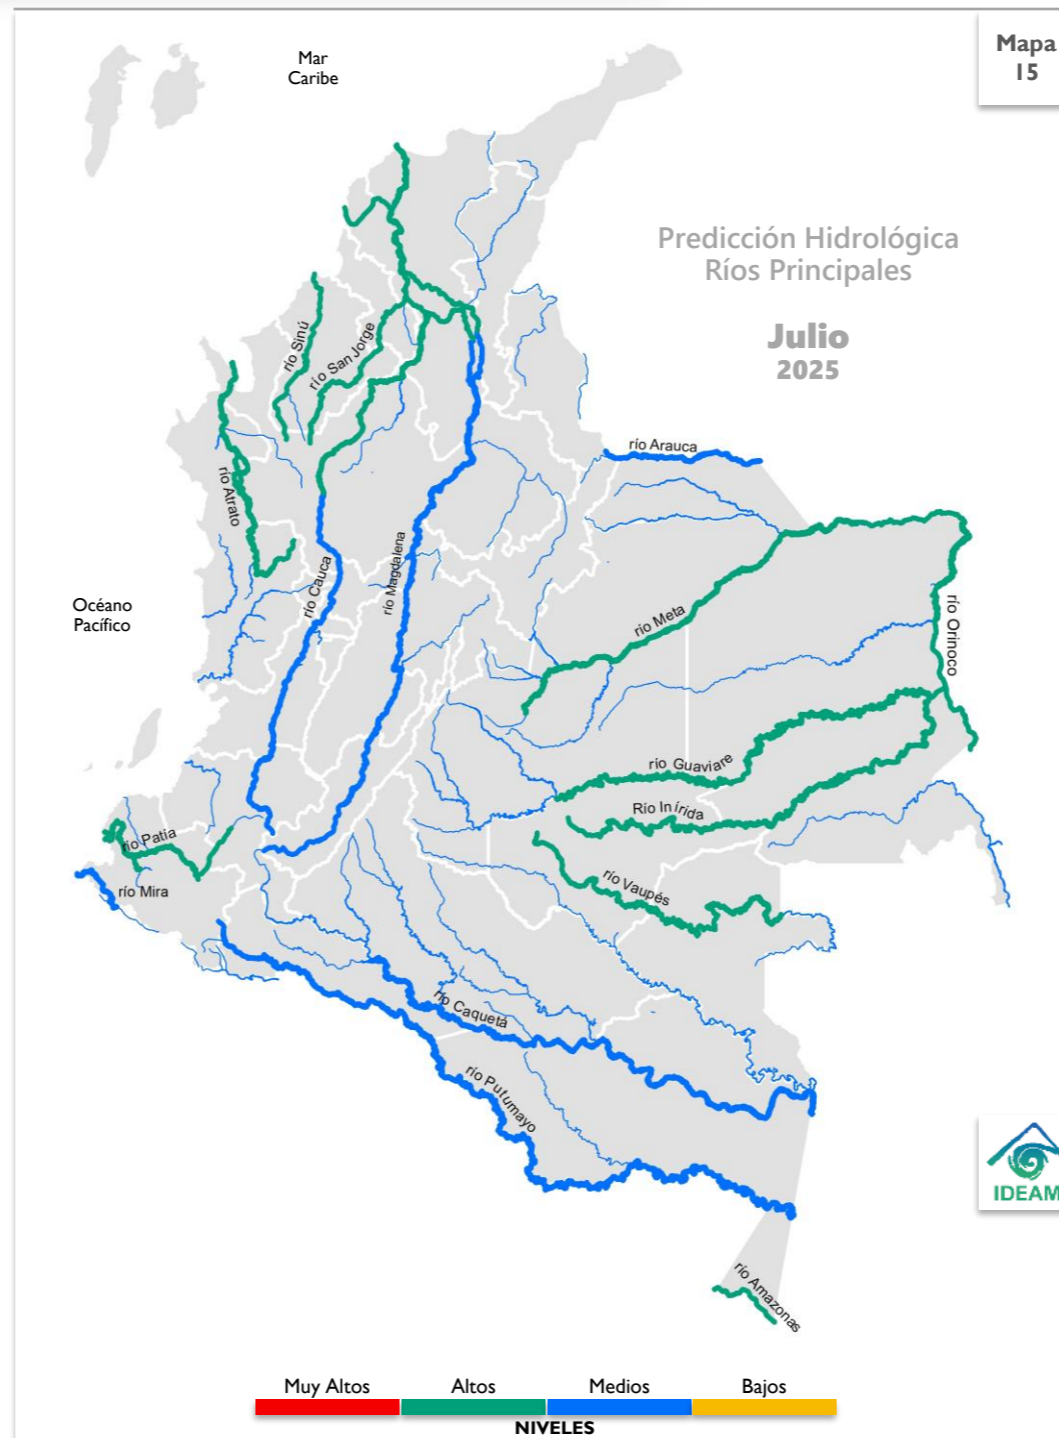 Mapa
15
Mar
Caribe
Predicción Hidrológica
Ríos Principales
Julio
2025
río Sinú
río San Jorge
río Arauca
río Atrato
río Magdalena
río Cauca
Océano
Pacífico
río Meta
río Orinoco
río Guaviare
Río Inírida
río Patía
río Vaupés
río Mira
río Caquetá
río Putumayo
IDEAM
río Amazonas
Muy Altos
Altos
Medios
Bajos
NIVELES